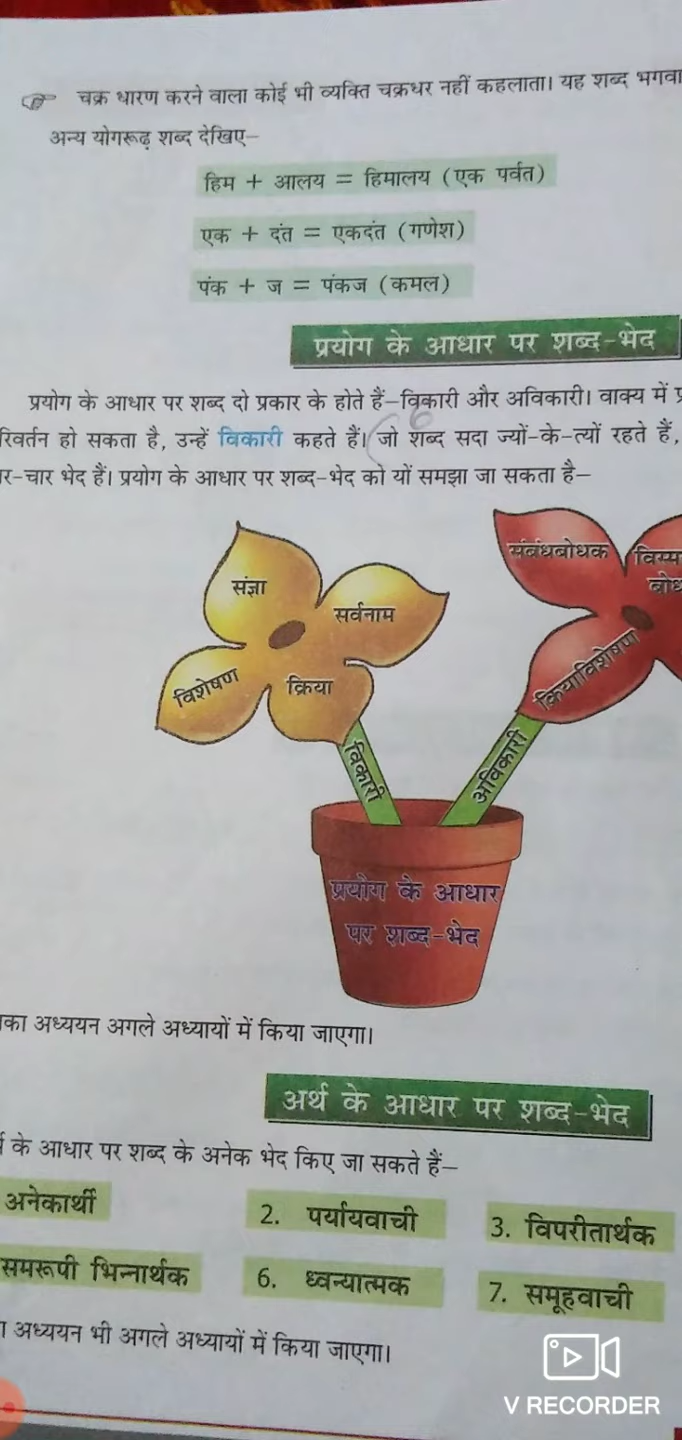 चक्र धारण करने वाला कोई भी व्यक्ति चक्रधर नहीं कहलाता। यह शब्द
अन्य योगरूढ़ शब्द देखिए–
हिम + आलय = हिमालय (एक पर्वत)
एक + दंत = एकदंत (गणेश)
पंक + ज = पंकज (कमल)
प्रयोग के आधार पर शब्द-भेद
प्रयोग के आधार पर शब्द दो प्रकार के होते हैं–विकारी और अविकारी। वाक्य में
हो सकता है, उन्हें विकारी कहते हैं। जो शब्द सदा ज्यों-के-त्यों रहते हैं,
भेद हैं। प्रयोग के आधार पर शब्द-भेद को यों समझा जा सकता है–
संज्ञा
सर्वनाम
विशेषण
क्रिया
विकारी
संबंधबोधक
क्रियाविशेषण
अविकारी
प्रयोग के आधार
पर शब्द-भेद
अध्ययन अगले अध्यायों में किया जाएगा।
अर्थ के आधार पर शब्द-भेद
के आधार पर शब्द के अनेक भेद किए जा सकते हैं–
अनेकार्थी 2. पर्यायवाची 3. विपरीतार्थक
समरूपी भिन्नार्थक 6. ध्वन्यात्मक 7. समूहवाची
अध्ययन भी अगले अध्यायों में किया जाएगा।
V RECORDER